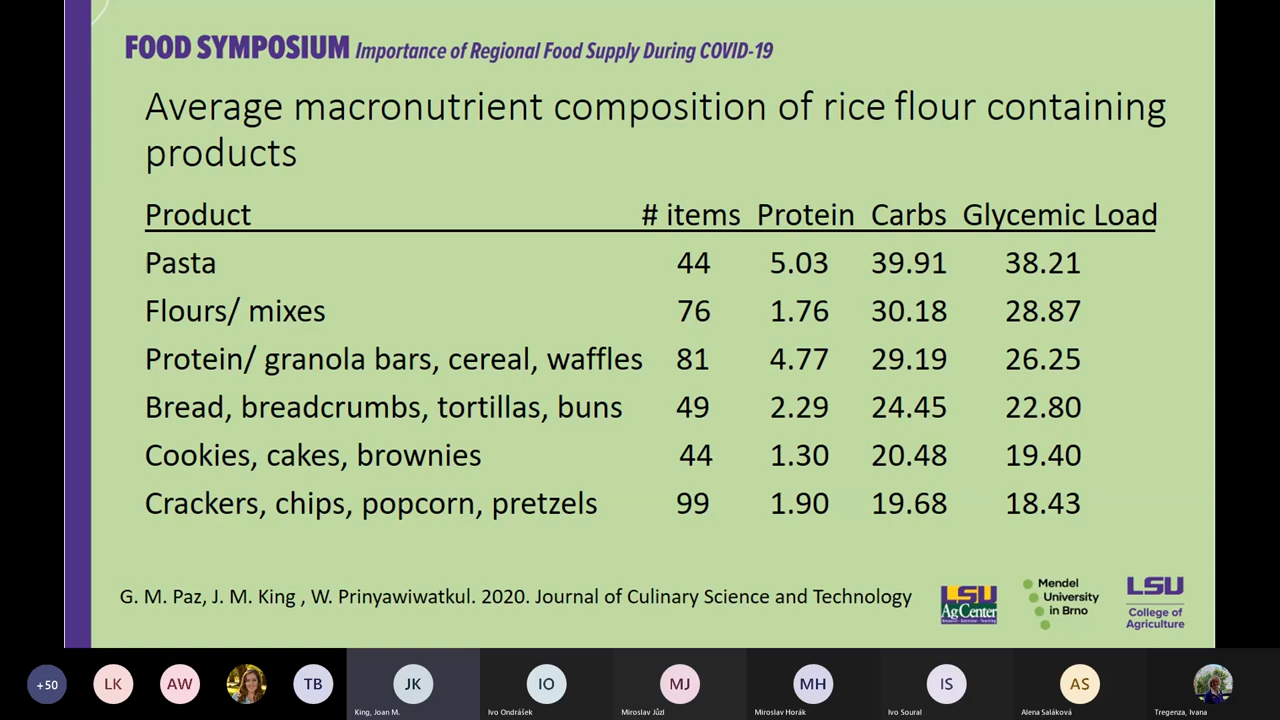 FOOD SYMPOSIUM Importance of Regional Food Supply During COVID-19
Average macronutrient composition of rice flour containing
products
Product # items Protein Carbs Glycemic Load
Pasta 44 5.03 39.91 38.21
Flours/ mixes 76 1.76 30.18 28.87
Protein/ granola bars, cereal, waffles 81 4.77 29.19 26.25
Bread, breadcrumbs, tortillas, buns 49 2.29 24.45 22.80
Cookies, cakes, brownies 44 1.30 20.48 19.40
Crackers, chips, popcorn, pretzels 99 1.90 19.68 18.43
G. M. Paz, J. M. King , W. Prinyawiwatkul. 2020. Journal of Culinary Science and Technology
LSU
AgCenter
Mendel
University
in Brno
LSU
College of
Agriculture
+50 LK AW TB JK IO MJ MH IS AS
King, Joan M. Ivo Ondrášek Miroslav Jůzl Miroslav Horák Ivo Soural Alena Saláková Tregenza, Ivana